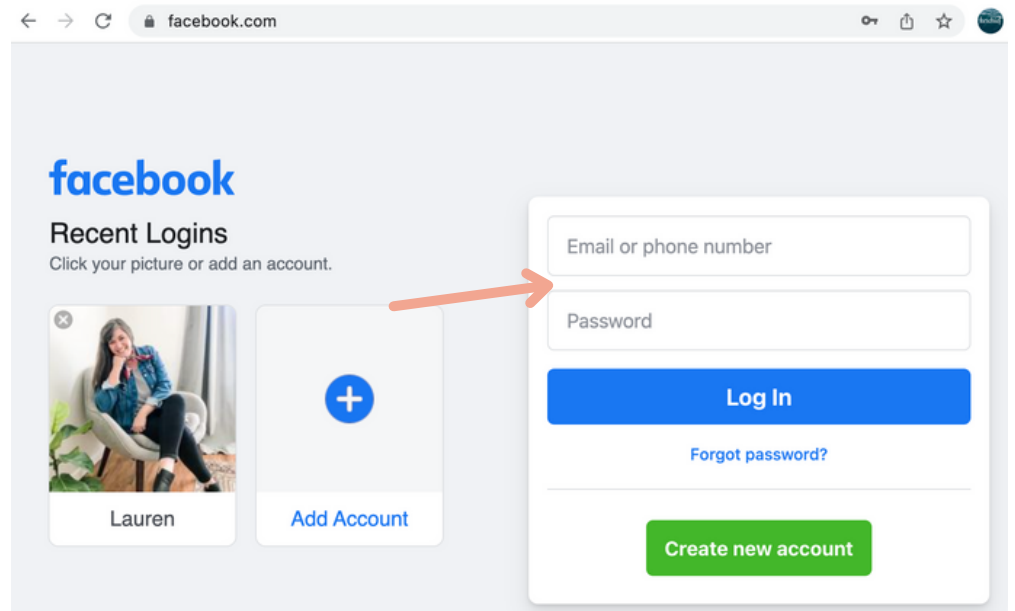 facebook.com
facebook
Recent Logins
Click your picture or add an account.
Lauren
Add Account
Email or phone number
Password
Log In
Forgot password?
Create new account